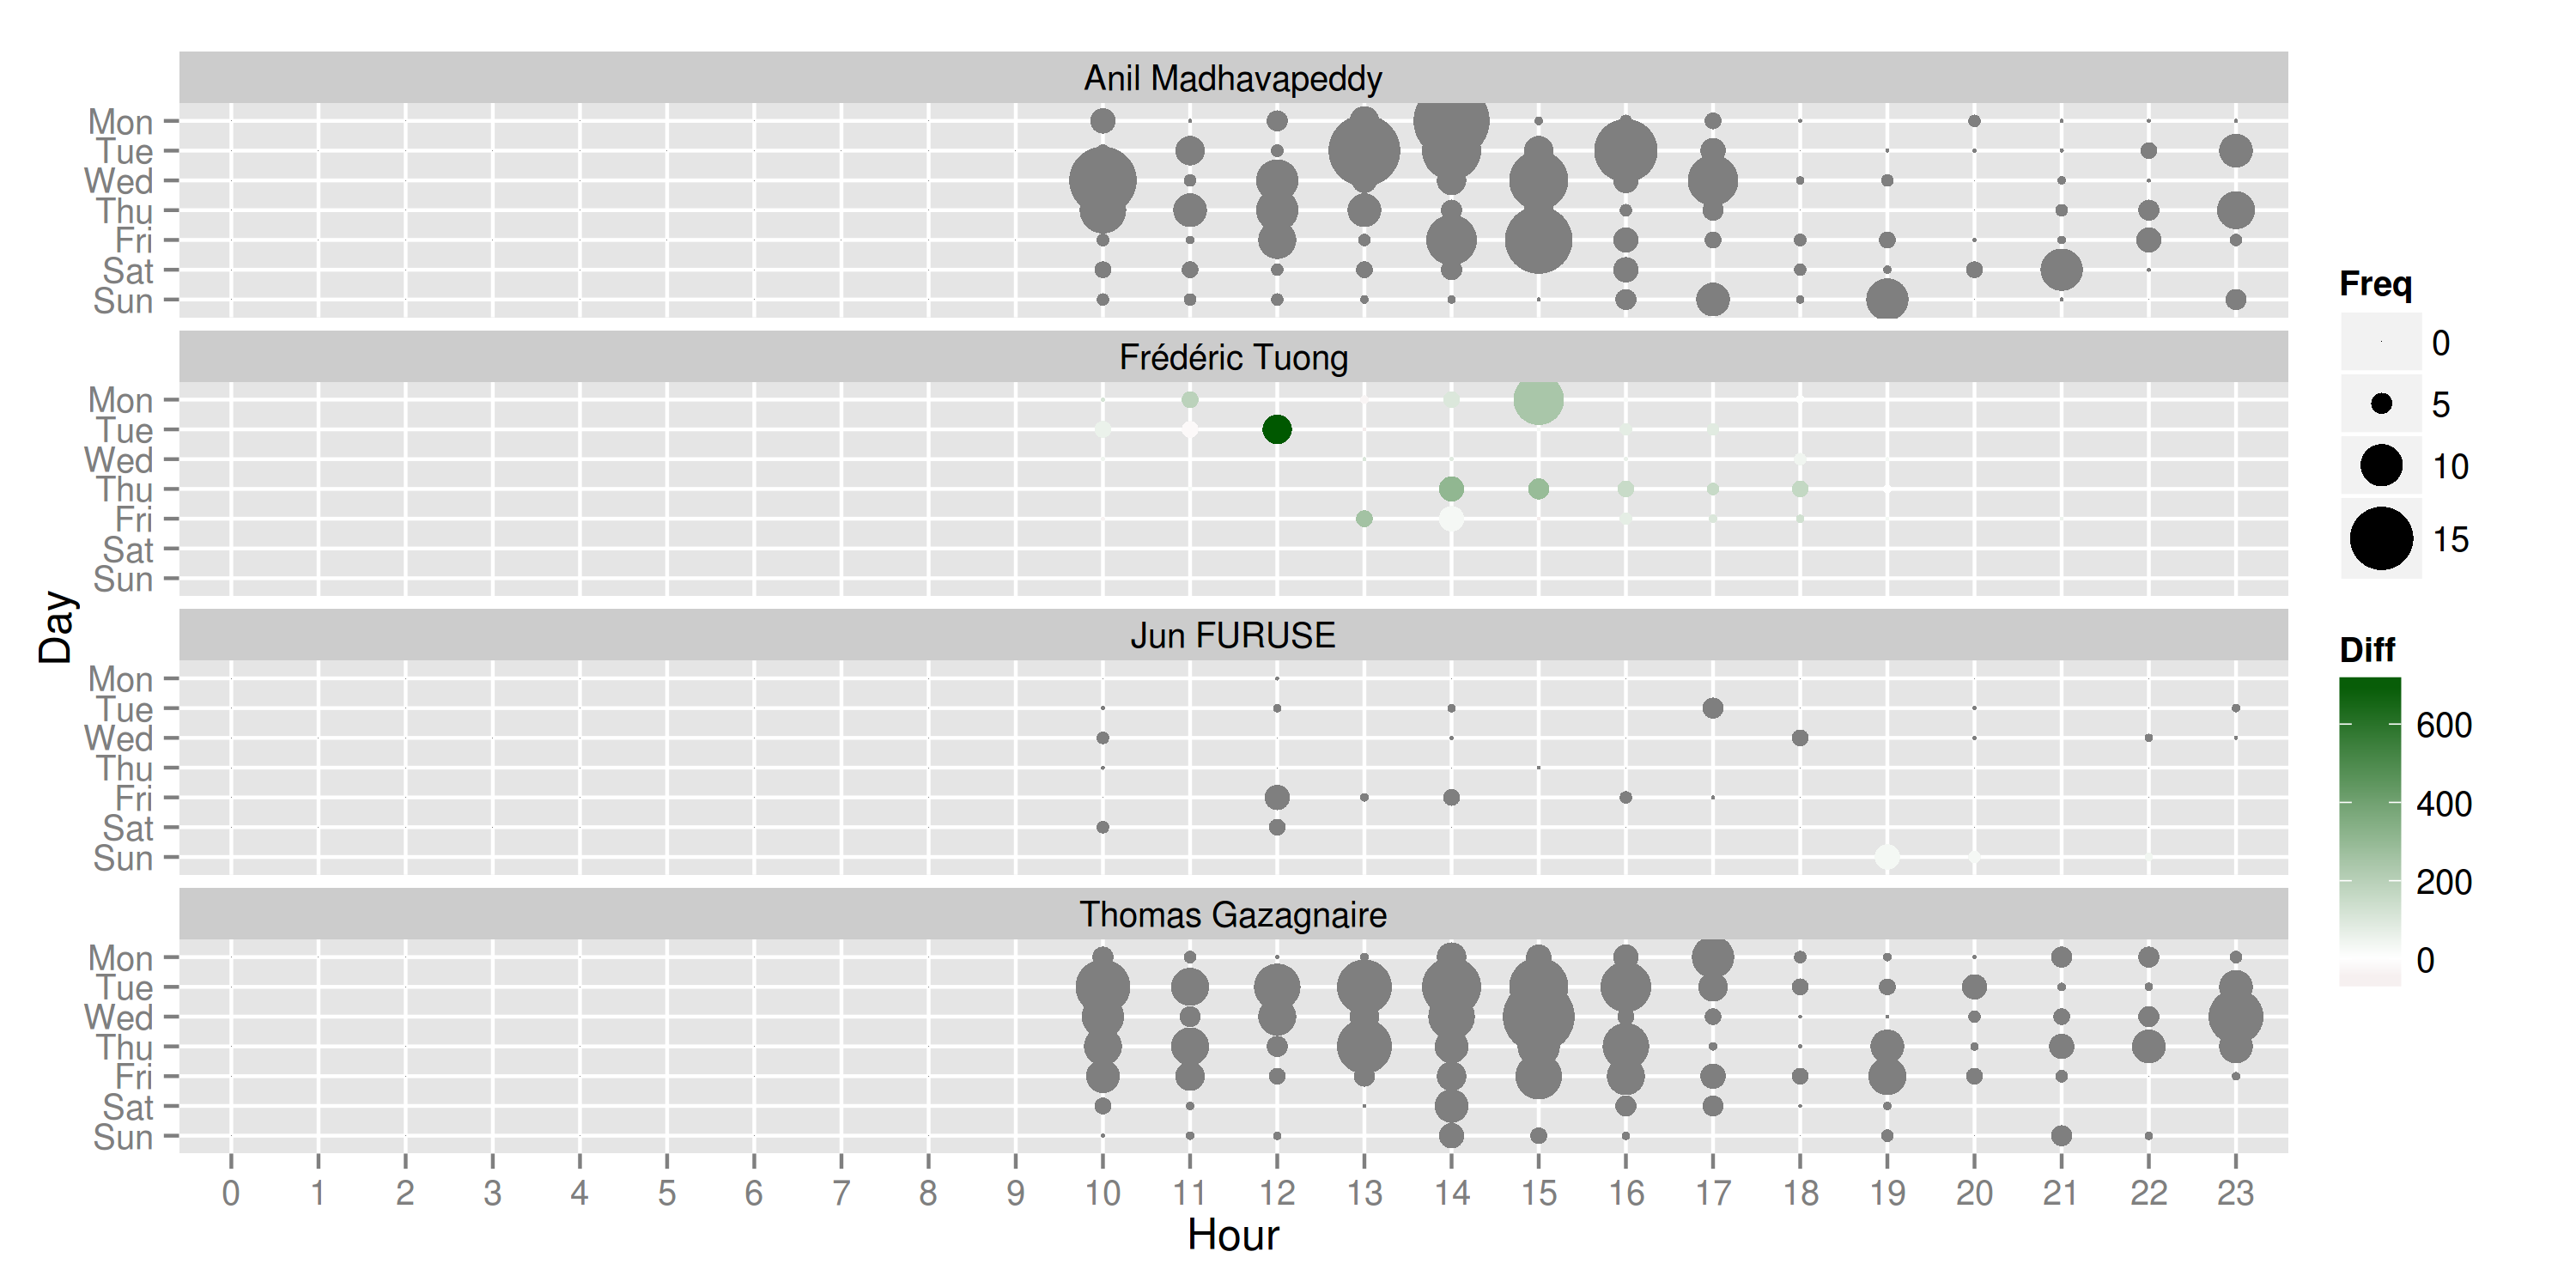 Anil Madhavapeddy
Mon
Tue
Wed
Thu
Fri
Sat
Sun
Frédéric Tuong
Mon
Tue
Wed
Thu
Fri
Sat
Sun
Jun FURUSE
Mon
Tue
Wed
Thu
Fri
Sat
Sun
Thomas Gazagnaire
Mon
Tue
Wed
Thu
Fri
Sat
Sun
0 1 2 3 4 5 6 7 8 9 10 11 12 13 14 15 16 17 18 19 20 21 22 23
Hour
Day
Freq
0
5
10
15
Diff
600
400
200
0